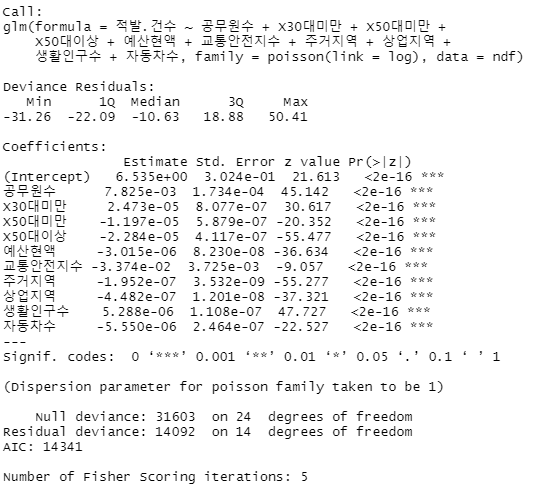 Call:
glm(formula = 적발.건수 ~ 공무원수 + X30대미만 + X50대미만 +
X50대이상 + 예산현액 + 교통안전지수 + 주거지역 + 상업지역 +
생활인구수 + 자동차수, family = poisson(link = log), data = ndf)
Deviance Residuals:
Min 1Q Median 3Q Max
-31.26 -22.09 -10.63 18.88 50.41
Coefficients:
Estimate Std. Error z value Pr(>|z|)
(Intercept) 6.535e+00 3.024e-01 21.613 <2e-16 ***
공무원수 7.825e-03 1.734e-04 45.142 <2e-16 ***
X30대미만 2.473e-05 8.077e-07 30.617 <2e-16 ***
X50대미만 -1.197e-05 5.879e-07 -20.352 <2e-16 ***
X50대이상 -2.284e-05 4.117e-07 -55.477 <2e-16 ***
예산현액 -3.015e-06 8.230e-08 -36.634 <2e-16 ***
교통안전지수 -3.374e-02 3.725e-03 -9.057 <2e-16 ***
주거지역 -1.952e-07 3.532e-09 -55.277 <2e-16 ***
상업지역 -4.482e-07 1.201e-08 -37.321 <2e-16 ***
생활인구수 5.288e-06 1.108e-07 47.727 <2e-16 ***
자동차수 -5.550e-06 2.464e-07 -22.527 <2e-16 ***
---
Signif. codes: 0 ‘***’ 0.001 ‘**’ 0.01 ‘*’ 0.05 ‘.’ 0.1 ‘ ’ 1
(Dispersion parameter for poisson family taken to be 1)
Null deviance: 31603 on 24 degrees of freedom
Residual deviance: 14092 on 14 degrees of freedom
AIC: 14341
Number of Fisher Scoring iterations: 5